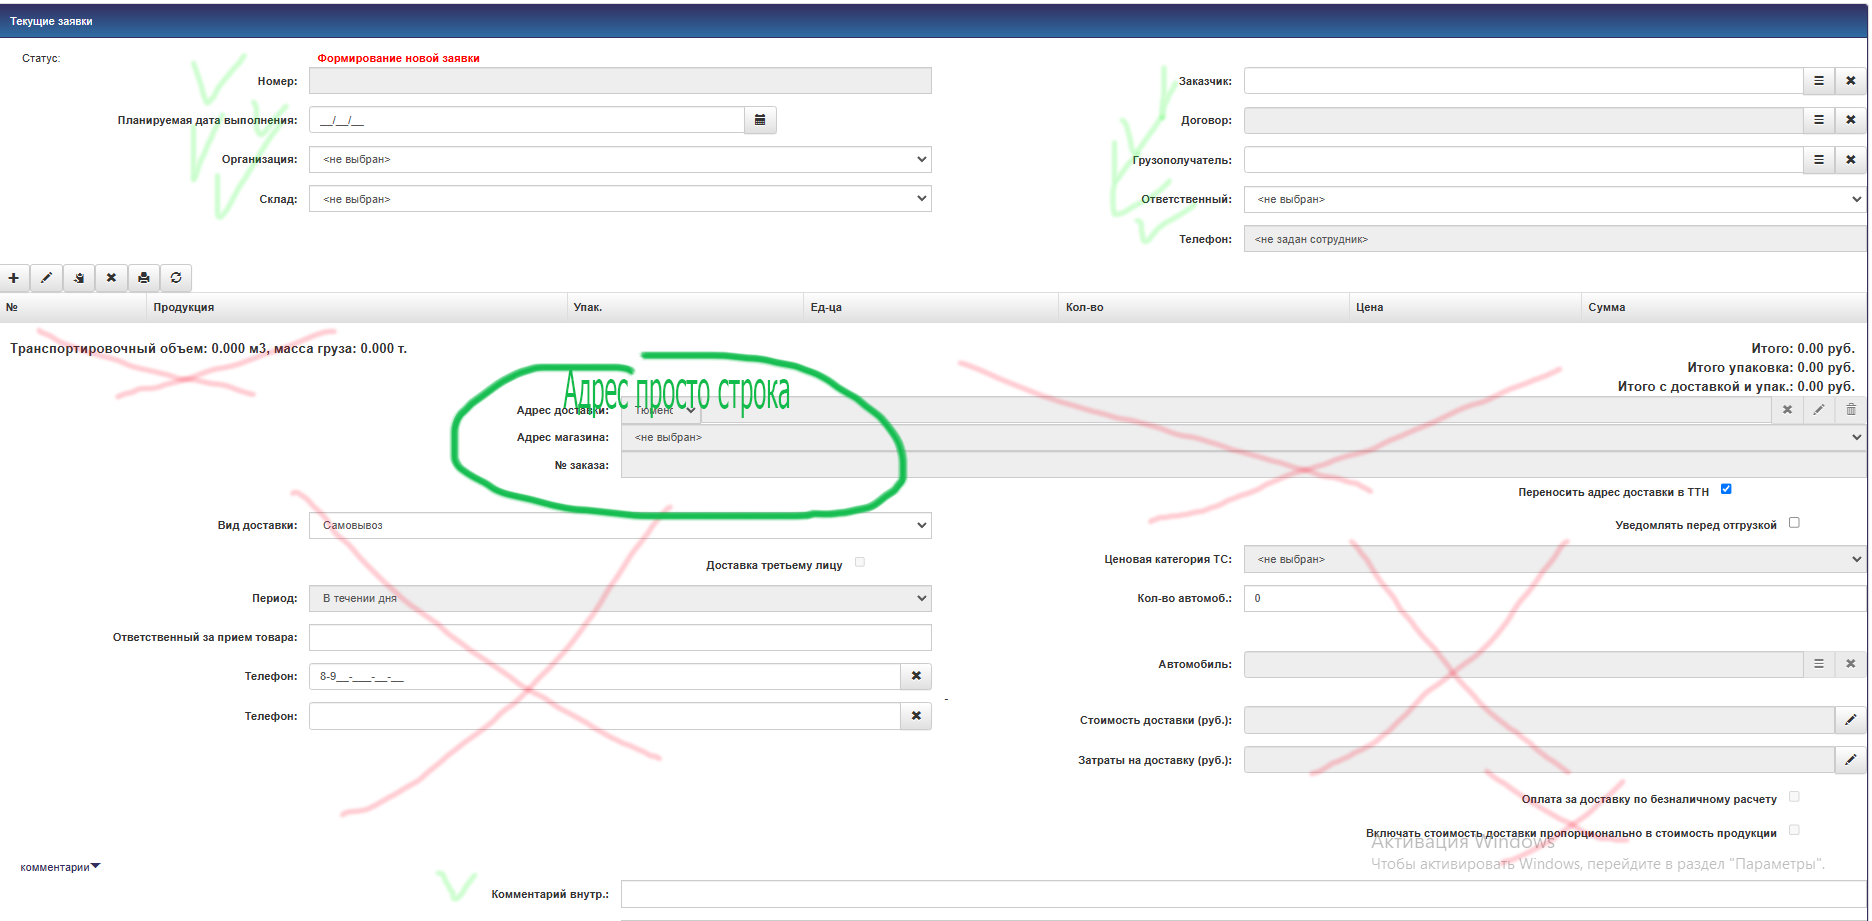 Текущие заявки
Статус: Формирование новой заявки
Номер:
Заказчик:
Планируемая дата выполнения: __/__/__
Договор:
Организация: <не выбран>
Грузополучатель:
Склад: <не выбран>
Ответственный: <не выбран>
Телефон: <не задан сотрудник>
№ Продукция Упак. Ед-ца Кол-во Цена Сумма
Транспортировочный объем: 0.000 м3, масса груза: 0.000 т.
Итого: 0.00 руб.
Итого упаковка: 0.00 руб.
Итого с доставкой и упак.: 0.00 руб.
Адрес просто строка
Адрес доставки: Тюменс
Адрес магазина: <не выбран>
№ заказа:
Переносить адрес доставки в ТТН
Вид доставки: Самовывоз
Уведомлять перед отгрузкой
Доставка третьему лицу
Ценовая категория ТС: <не выбран>
Период: В течении дня
Кол-во автомоб.: 0
Ответственный за прием товара:
Автомобиль:
Телефон: 8-9__-___-__-__
-
Телефон:
Стоимость доставки (руб.):
Затраты на доставку (руб.):
Оплата за доставку по безналичному расчету
Включать стоимость доставки пропорционально в стоимость продукции
Активация Windows
Чтобы активировать Windows, перейдите в раздел "Параметры".
комментарии
Комментарий внутр.: